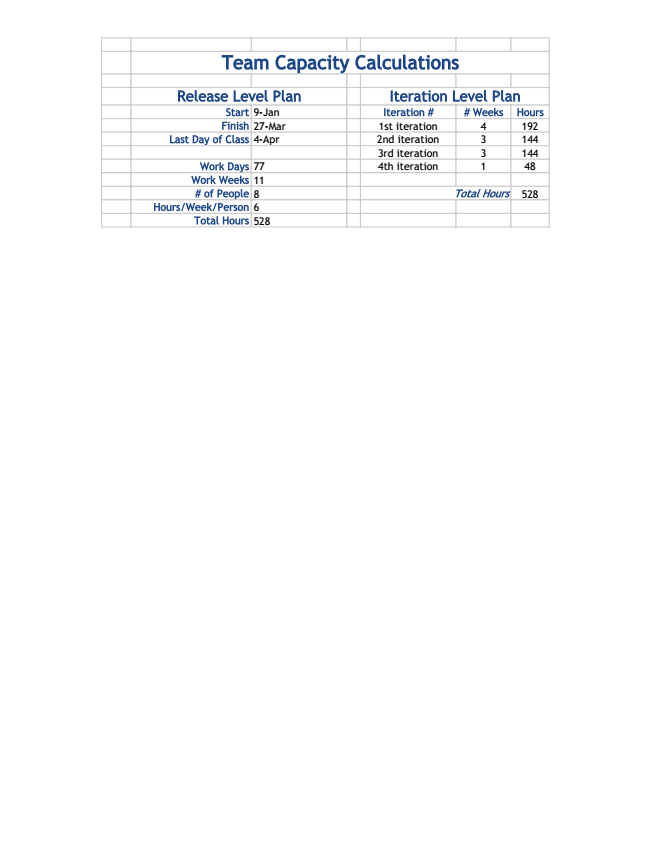 Team Capacity Calculations
Release Level Plan Iteration Level Plan
Start 9-Jan Iteration # # Weeks Hours
Finish 27-Mar 1st iteration 4 192
Last Day of Class 4-Apr 2nd iteration 3 144
3rd iteration 3 144
Work Days 77 4th iteration 1 48
Work Weeks 11
# of People 8 Total Hours 528
Hours/Week/Person 6
Total Hours 528